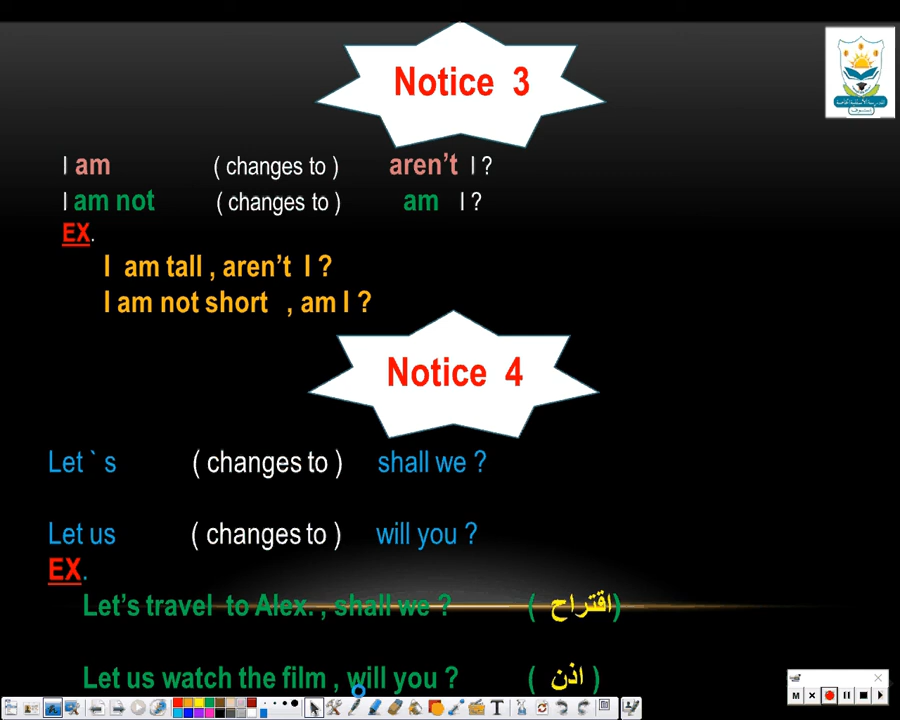 Notice 3
I am ( changes to ) aren't I ?
I am not ( changes to ) am I ?
EX.
I am tall , aren't I ?
I am not short , am I ?
Notice 4
Let ` s ( changes to ) shall we ?
Let us ( changes to ) will you ?
EX.
Let's travel to Alex. , shall we ? ( اقتراح )
Let us watch the film , will you ? ( اذن )